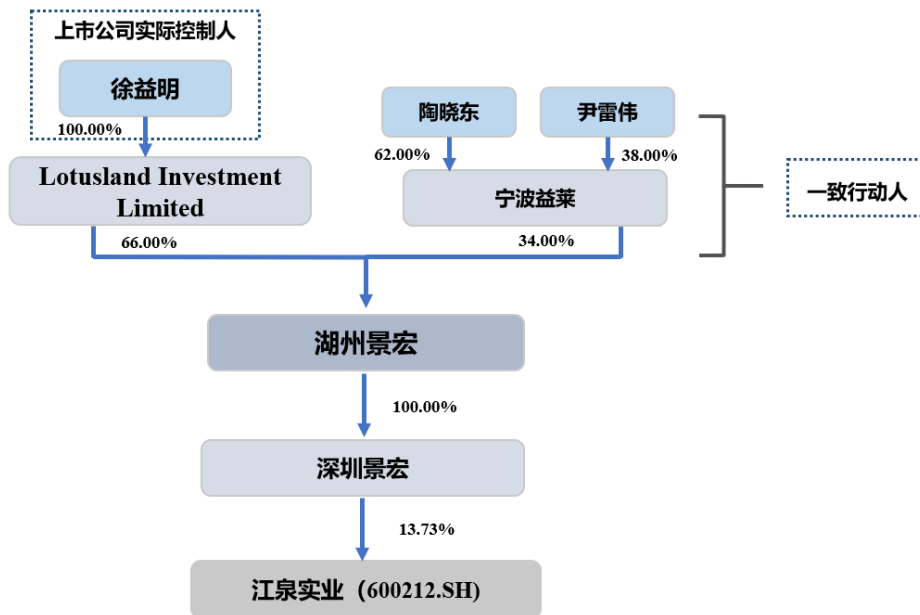 上市公司实际控制人
徐益明
陶晓东
尹雷伟
100.00%
62.00%
38.00%
Lotusland Investment
Limited
宁波益莱
一致行动人
66.00%
34.00%
湖州景宏
100.00%
深圳景宏
13.73%
江泉实业（600212.SH)